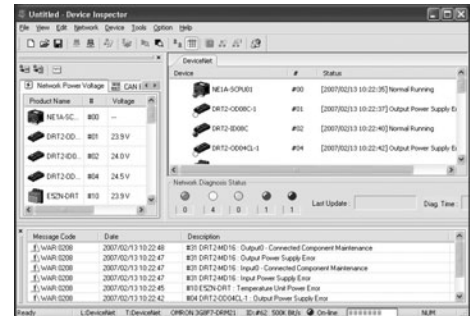 Untitled - Device Inspector
File View Edit Network Device Tools Option Help
DeviceNet
Network Power Voltage CAN
Product Name # Voltage
NE1A-SC... #00 --
DRT2-OD... #01 23.9 V
DRT2-ID0... #02 24.0 V
DRT2-OD... #04 24.5 V
E5ZN-DRT #10 23.9 V
Device # Status
NE1A-SCPU01 #00 [2007/02/13 10:22:35] Normal Running
DRT2-OD08C-1 #01 [2007/02/13 10:22:37] Output Power Supply E
DRT2-ID08C #02 [2007/02/13 10:22:40] Normal Running
DRT2-OD04CL-1 #04 [2007/02/13 10:22:42] Output Power Supply E
Network Diagnosis Status
0 4 0 1 1 Last Update : Diag. Time :
Message Code Date Description
WAR:0208 2007/02/13 10:22:48 #31 DRT2-MD16 : Output0 - Connected Component Maintenance
WAR:0208 2007/02/13 10:22:47 #31 DRT2-MD16 : Output Power Supply Error
WAR:0208 2007/02/13 10:22:47 #31 DRT2-MD16 : Input0 - Connected Component Maintenance
WAR:0208 2007/02/13 10:22:47 #31 DRT2-MD16 : Input Power Supply Error
WAR:0208 2007/02/13 10:22:45 #10 E5ZN-DRT : Temperature Unit Power Error
WAR:0208 2007/02/13 10:22:42 #04 DRT2-OD04CL-1 : Output Power Supply Error
Ready L:DeviceNet T:DeviceNet OMRON 3G8F7-DRM21 ID:#62 500K Bit/s On-line NUM